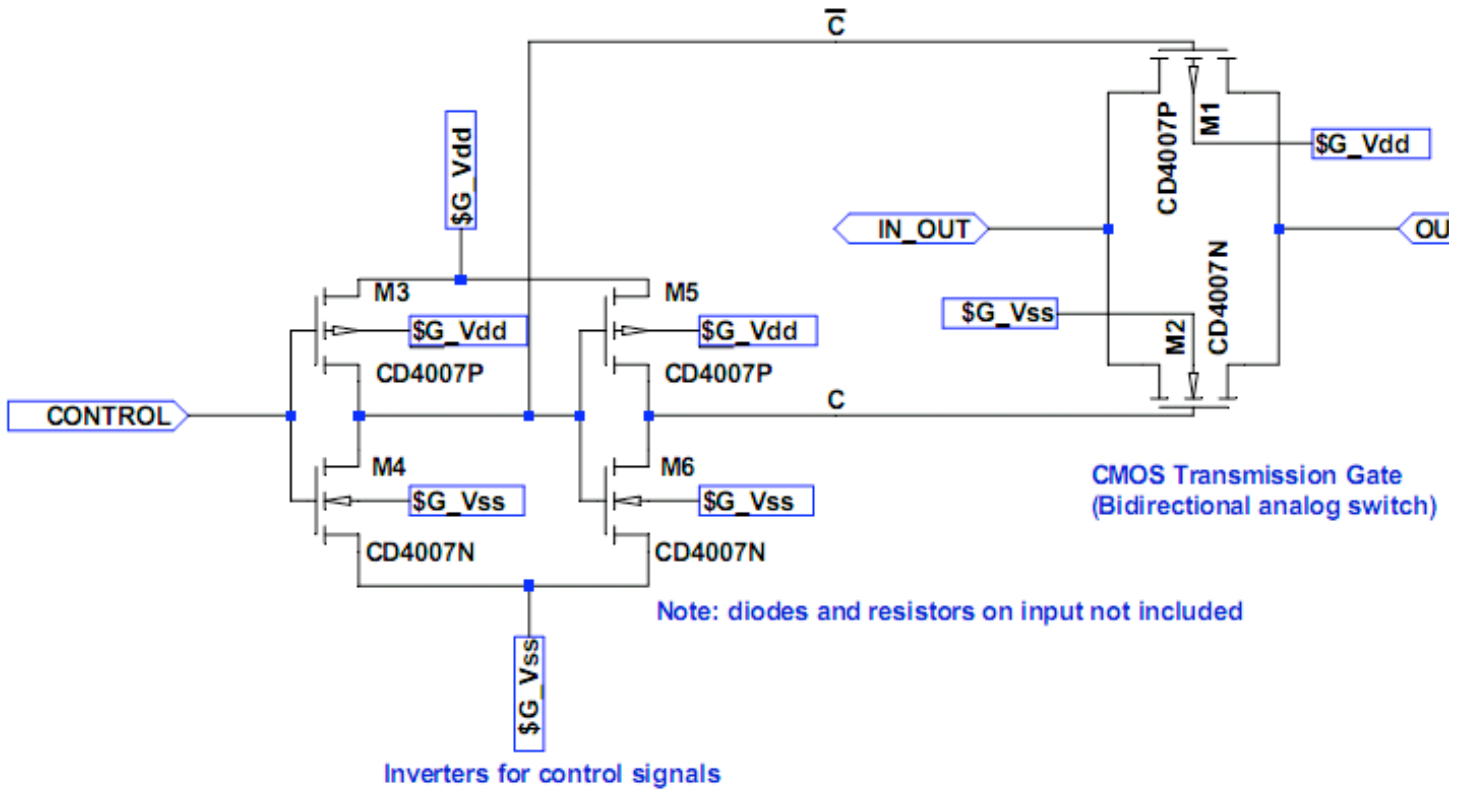 C̅
$G_Vdd
CD4007P
M1
$G_Vdd
IN_OUT
OU
M3
$G_Vdd
CD4007P
M5
$G_Vdd
CD4007P
$G_Vss
M2
CD4007N
CONTROL
C
M4
$G_Vss
CD4007N
M6
$G_Vss
CD4007N
CMOS Transmission Gate
(Bidirectional analog switch)
Note: diodes and resistors on input not included
$G_Vss
Inverters for control signals